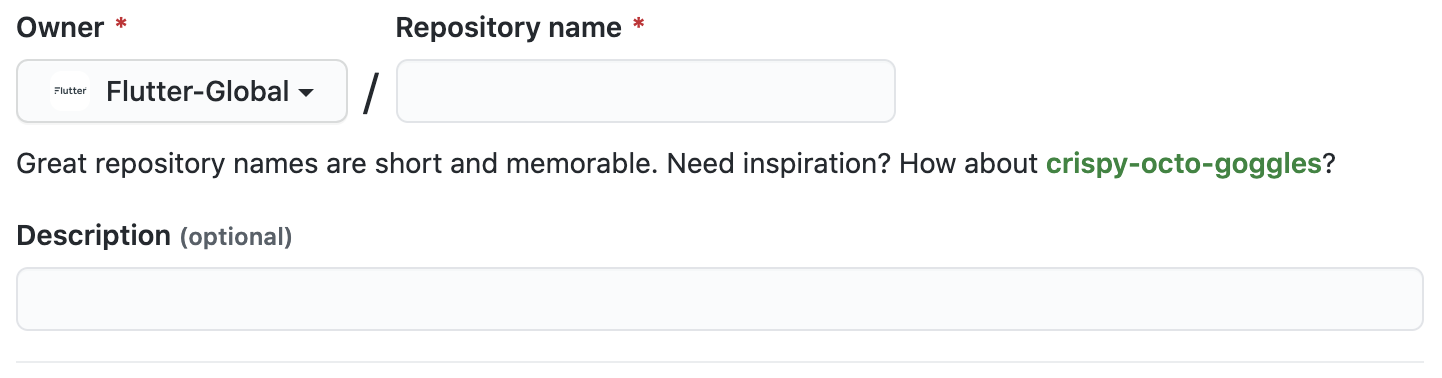 Owner * Repository name *
Flutter Flutter-Global / 
Great repository names are short and memorable. Need inspiration? How about crispy-octo-goggles?
Description (optional)